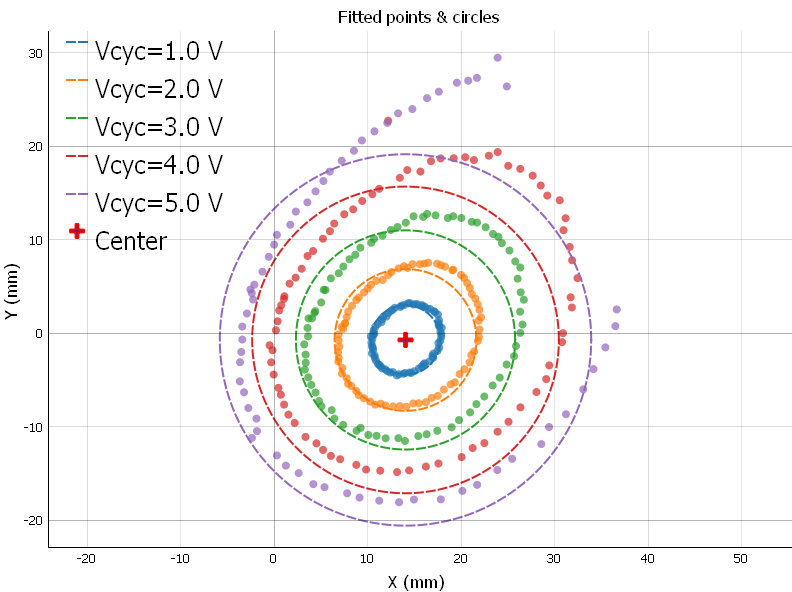 Fitted points & circles
Vcyc=1.0 V
Vcyc=2.0 V
Vcyc=3.0 V
Vcyc=4.0 V
Vcyc=5.0 V
Center
Y (mm)
30
20
10
0
-10
-20
-20 -10 0 10 20 30 40 50
X (mm)